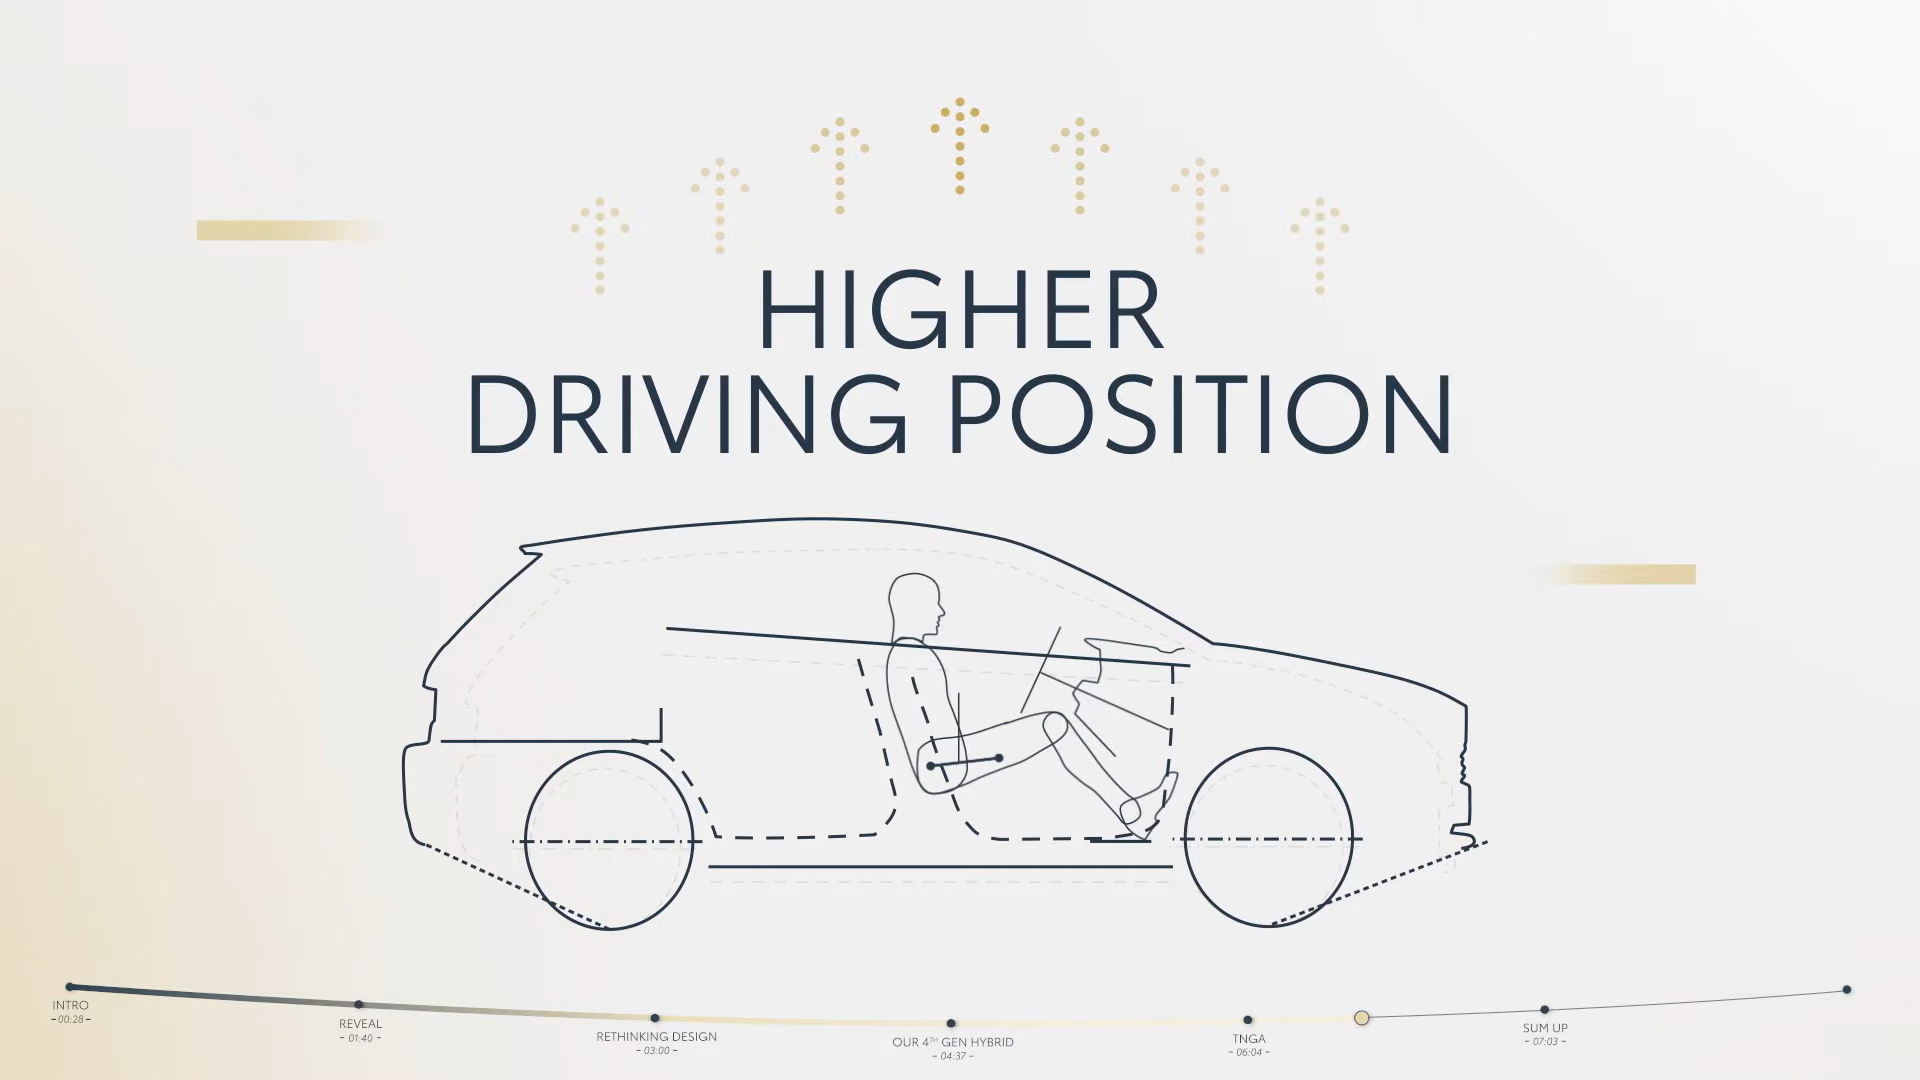 HIGHER
DRIVING POSITION
INTRO
– 00:28 –
REVEAL
– 01:40 –
RETHINKING DESIGN
– 03:00 –
OUR 4TH GEN HYBRID
– 04:37 –
TNGA
– 06:04 –
SUM UP
– 07:03 –